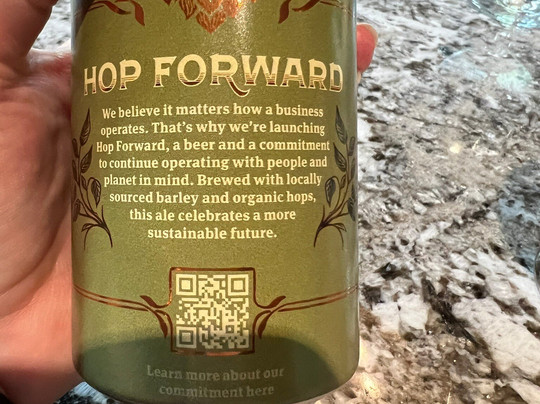 HOP FORWARD
We believe it matters how a business
operates. That's why we're launching
Hop Forward, a beer and a commitment
to continue operating with people and
planet in mind. Brewed with locally
sourced barley and organic hops,
this ale celebrates a more
sustainable future.
Learn more about our
commitment here